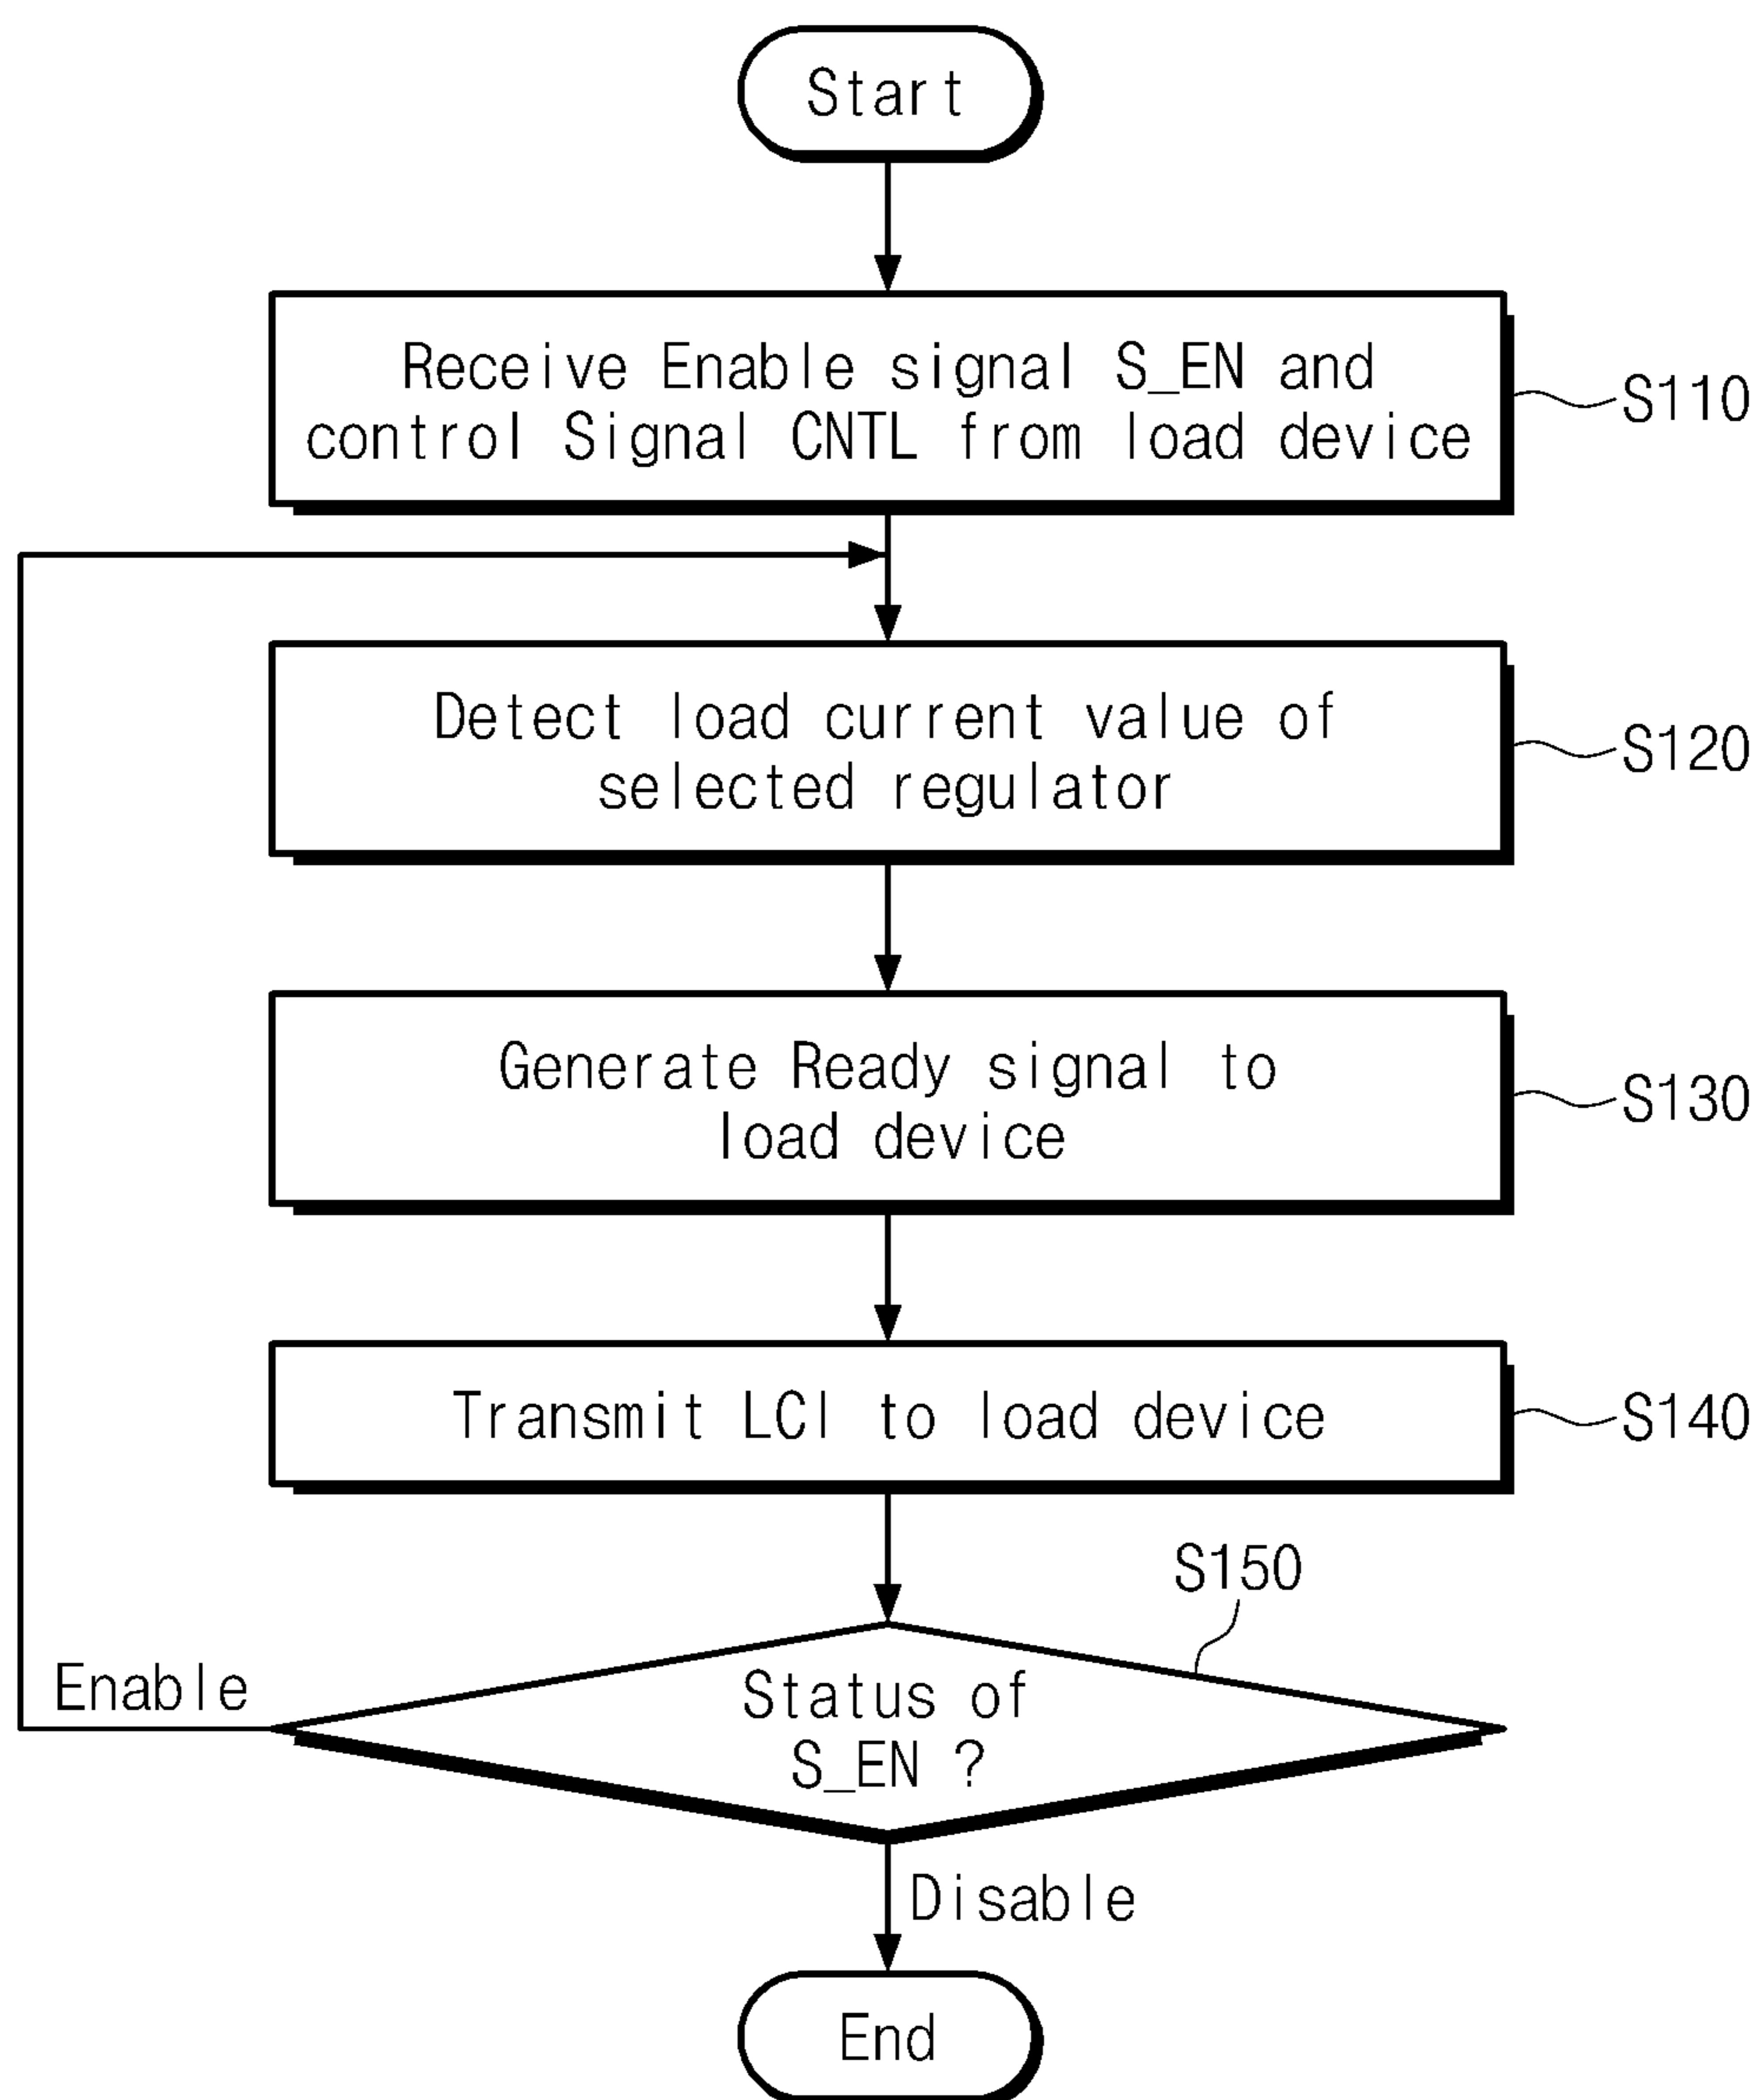 Start
Receive Enable signal S_EN and
control Signal CNTL from load device
S110
Detect load current value of
selected regulator
S120
Generate Ready signal to
load device
S130
Transmit LCI to load device
S140
S150
Status of
S_EN ?
Enable
Disable
End